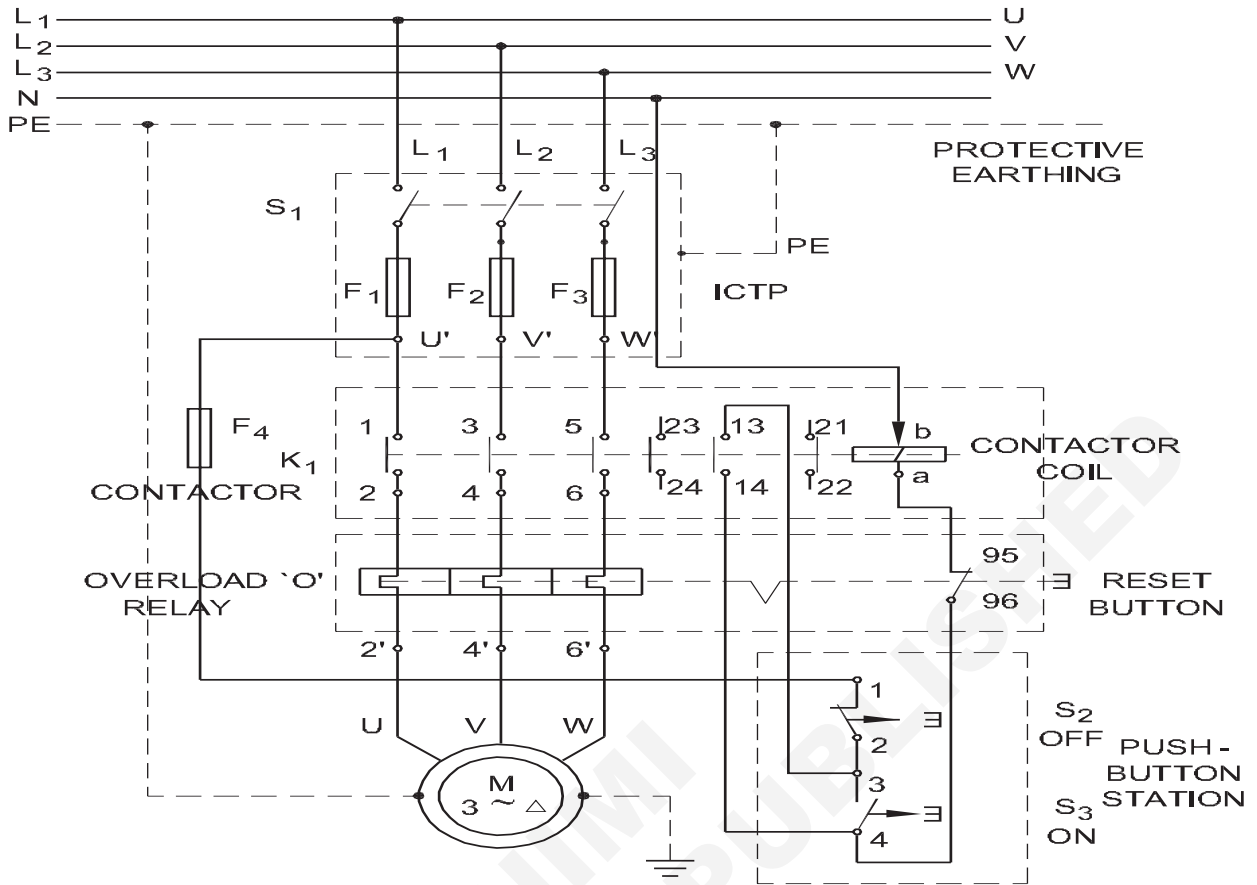 L1 U
L2 V
L3 W
N
PE
L1 L2 L3
PROTECTIVE
EARTHING
S1
PE
F1 F2 F3 ICTP
U' V' W'
F4
1 3 5 23 13 21 b
K1
CONTACTOR
COIL
CONTACTOR
2 4 6 24 14 22 a
95
OVERLOAD `O'
RELAY
96
RESET
BUTTON
2' 4' 6'
1
U V W
S2
OFF
2
PUSH -
BUTTON
STATION
M
3 ~ △
3
S3
ON
4
NIMI
PUBLISHED